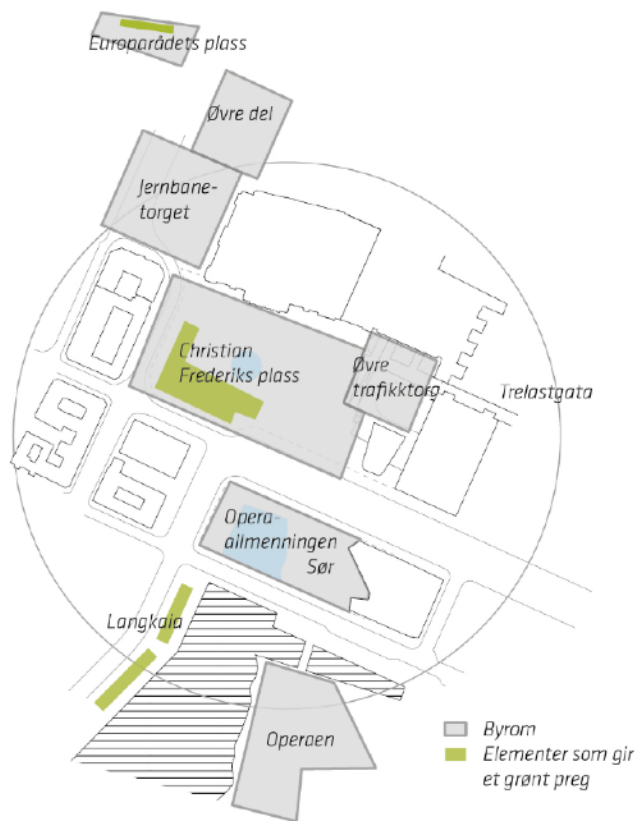 Europarådets plass
Øvre del
Jernbane-
torget
Christian
Frederiks plass
Øvre
trafikktorg
Trelastgata
Opera-
allmenningen
Sør
Langkaia
Operaen
Byrom
Elementer som gir
et grønt preg